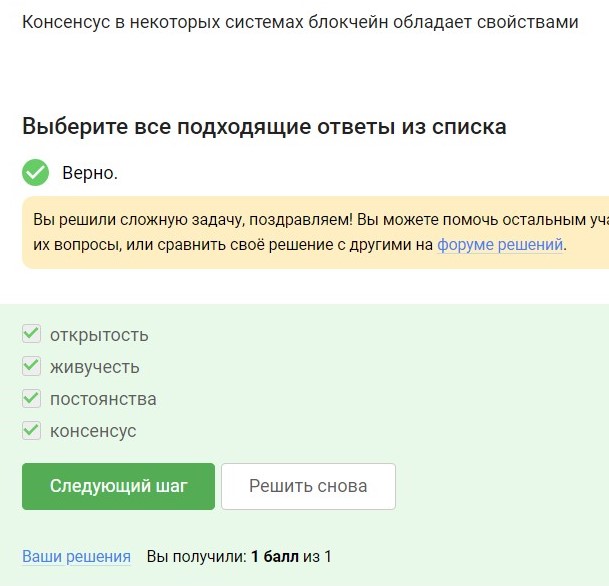 Консенсус в некоторых системах блокчейн обладает свойствами
Выберите все подходящие ответы из списка
Верно.
Вы решили сложную задачу, поздравляем! Вы можете помочь остальным уча
их вопросы, или сравнить своё решение с другими на форуме решений.
открытость
живучесть
постоянства
консенсус
Следующий шаг
Решить снова
Ваши решения Вы получили: 1 балл из 1